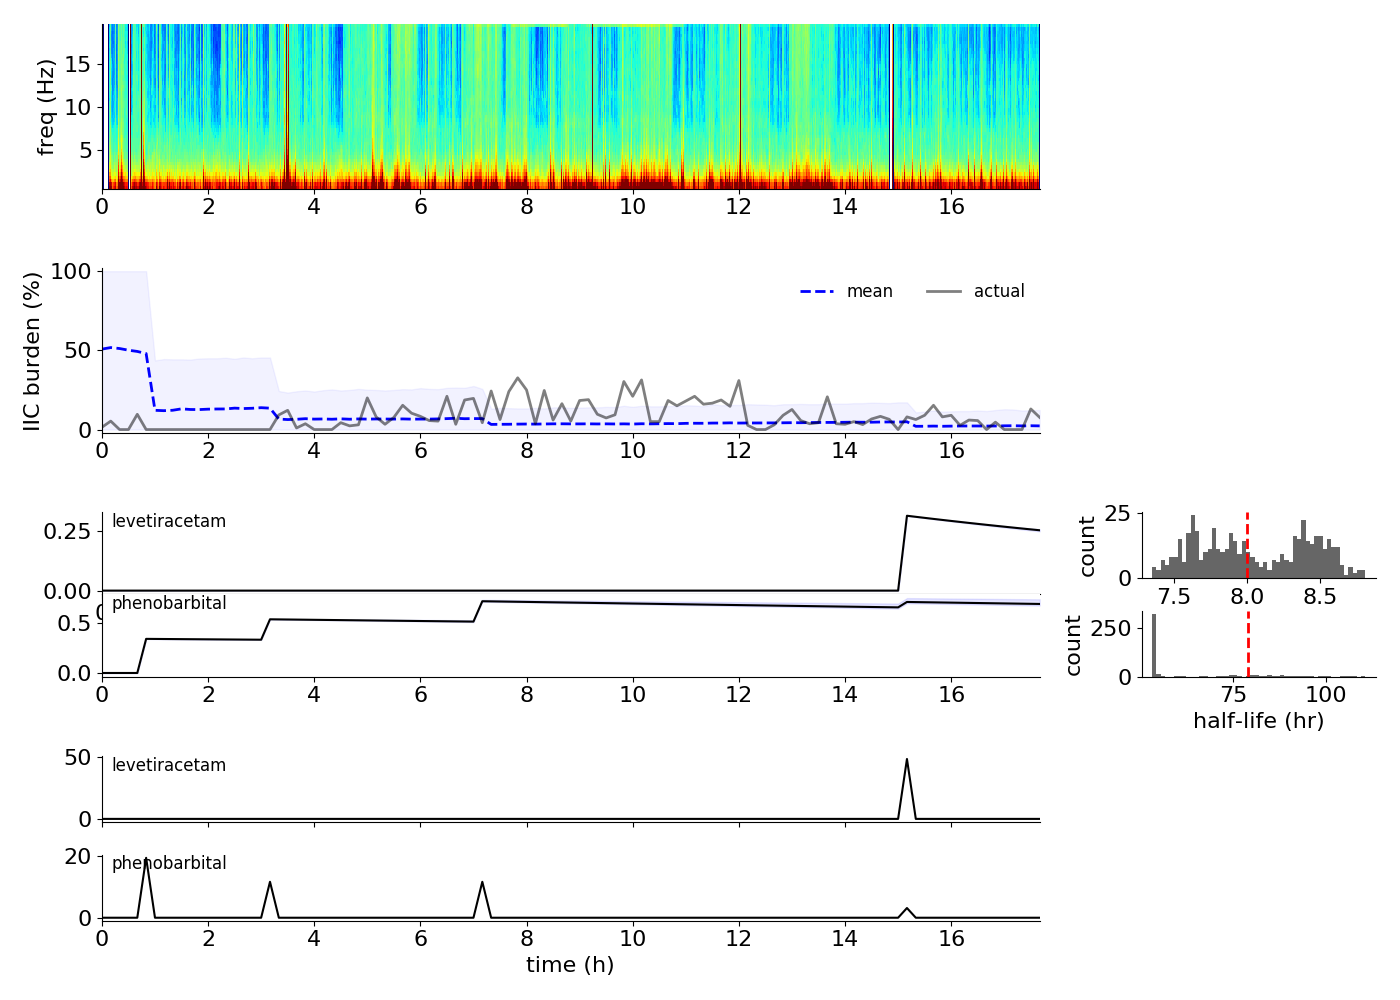 freq (Hz)
15
10
5
0 2 4 6 8 10 12 14 16
IIC burden (%)
100
50
0
mean actual
0 2 4 6 8 10 12 14 16
levetiracetam
0.25
0.00
phenobarbital
0.5
0.0
0 2 4 6 8 10 12 14 16
count
25
0
7.5 8.0 8.5
count
250
0
75 100
half-life (hr)
levetiracetam
50
0
phenobarbital
20
0
0 2 4 6 8 10 12 14 16
time (h)